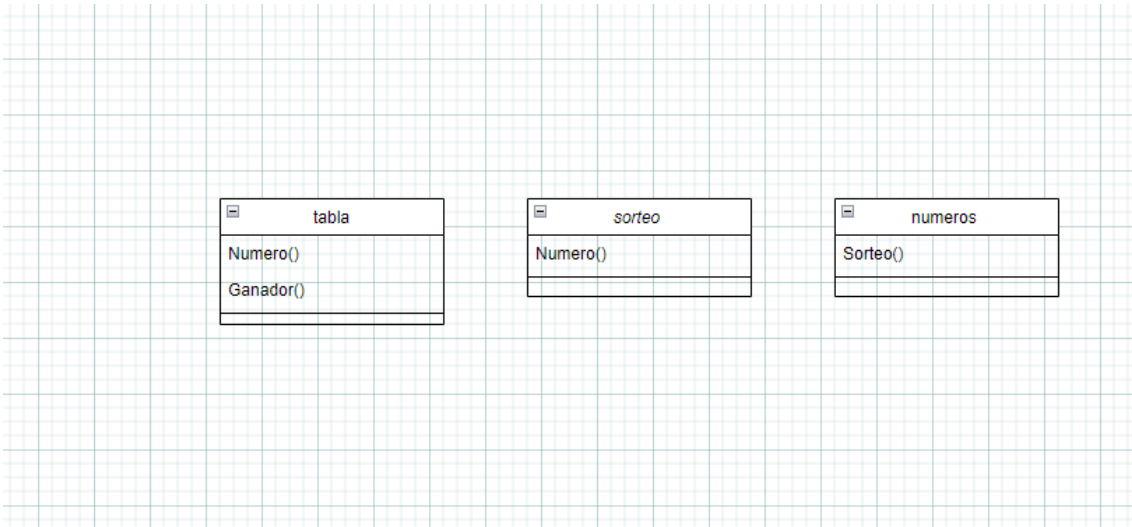 tabla
Numero()
Ganador()
sorteo
Numero()
numeros
Sorteo()